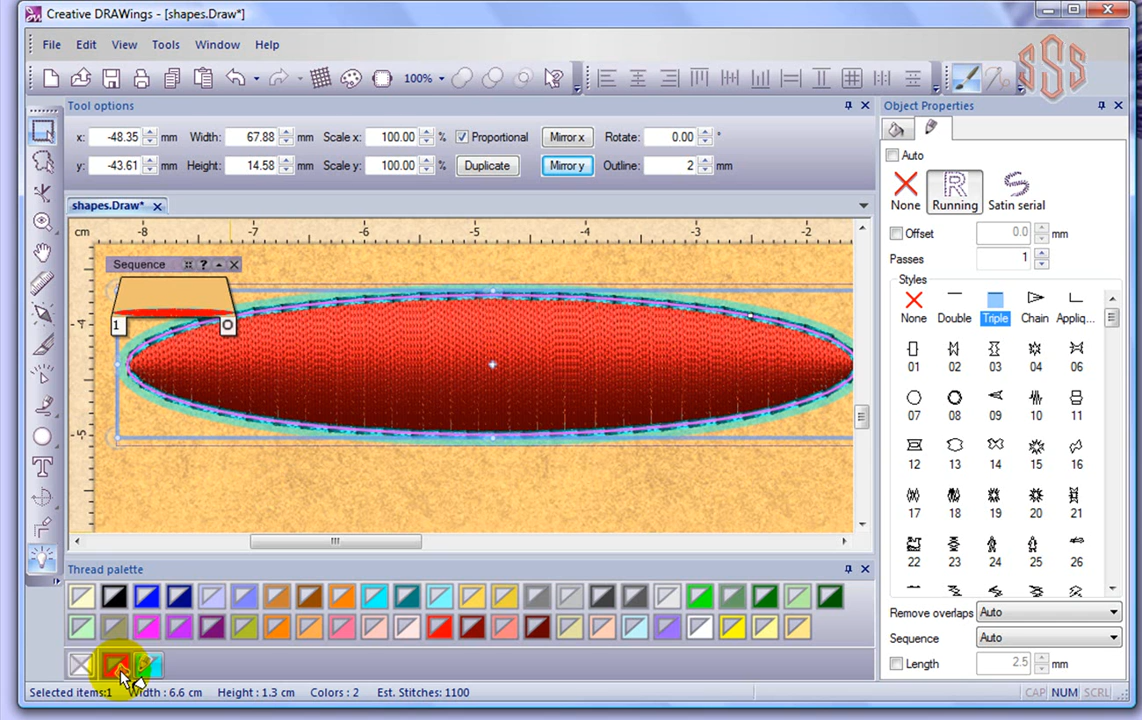 Creative DRAWings - [shapes.Draw*]
SSS
File Edit View Tools Window Help
100%
Tool options
Object Properties
x: -48.35 mm Width: 67.88 mm Scale x: 100.00 % Proportional Mirror x Rotate: 0.00 °
y: -43.61 mm Height: 14.58 mm Scale y: 100.00 % Duplicate Mirror y Outline: 2 mm
Auto
R S
None Running Satin serial
shapes.Draw*
cm -8 -7 -6 -5 -4 -3 -2
Offset 0.0 mm
Passes 1
Sequence ?
Styles
None Double Triple Chain Appliq...
1 O
-4
-5
01 02 03 04 06
07 08 09 10 11
12 13 14 15 16
17 18 19 20 21
22 23 24 25 26
Thread palette
Remove overlaps Auto
Sequence Auto
Length 2.5 mm
Selected items:1 Width : 6.6 cm Height : 1.3 cm Colors : 2 Est. Stitches: 1100 CAP NUM SCRL